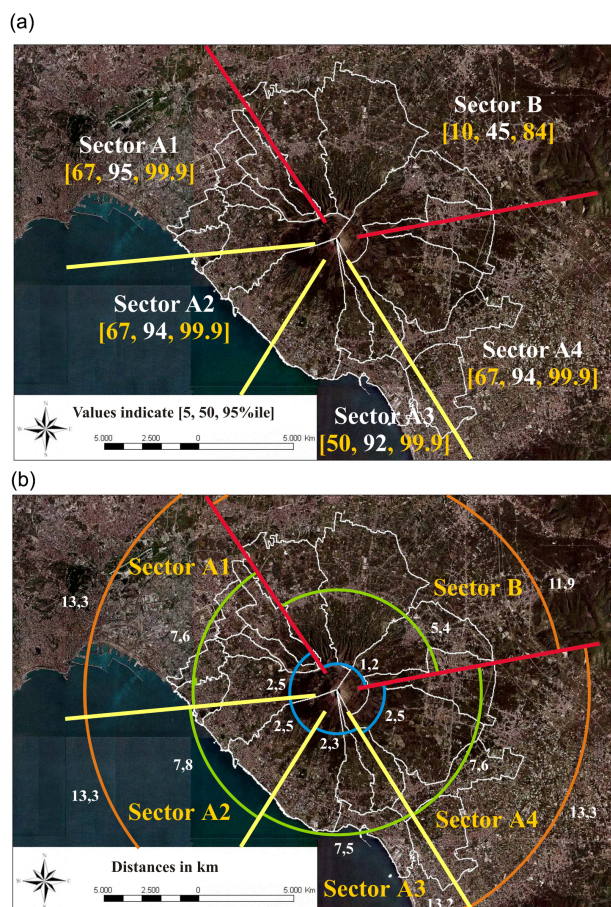 (a)
Sector B
[10, 45, 84]
Sector A1
[67, 95, 99.9]
Sector A2
[67, 94, 99.9]
Sector A4
[67, 94, 99.9]
Sector A3
[50, 92, 99.9]
Values indicate [5, 50, 95%ile]
N
W E
S
5.000 2.500 0 5.000 Km
(b)
Sector A1
Sector B
11,9
13,3
7,6
5,4
1,2
2,5
2,5
2,5
2,3
7,8
7,6
13,3
Sector A2
Sector A4
13,3
7,5
Distances in km
Sector A3
13,2
N
W E
S
5.000 2.500 0 5.000 Km